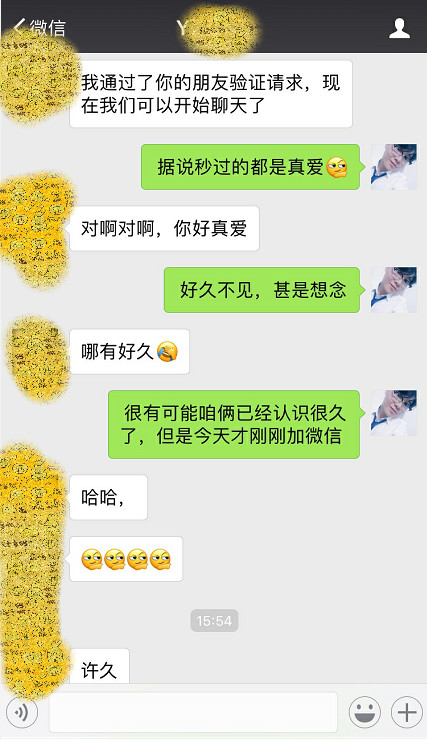 微信
Y
我通过了你的朋友验证请求，现
在我们可以开始聊天了
据说秒过的都是真爱
对啊对啊，你好真爱
好久不见，甚是想念
哪有好久
很有可能咱俩已经认识很久
了，但是今天才刚刚加微信
哈哈，
15:54
许久